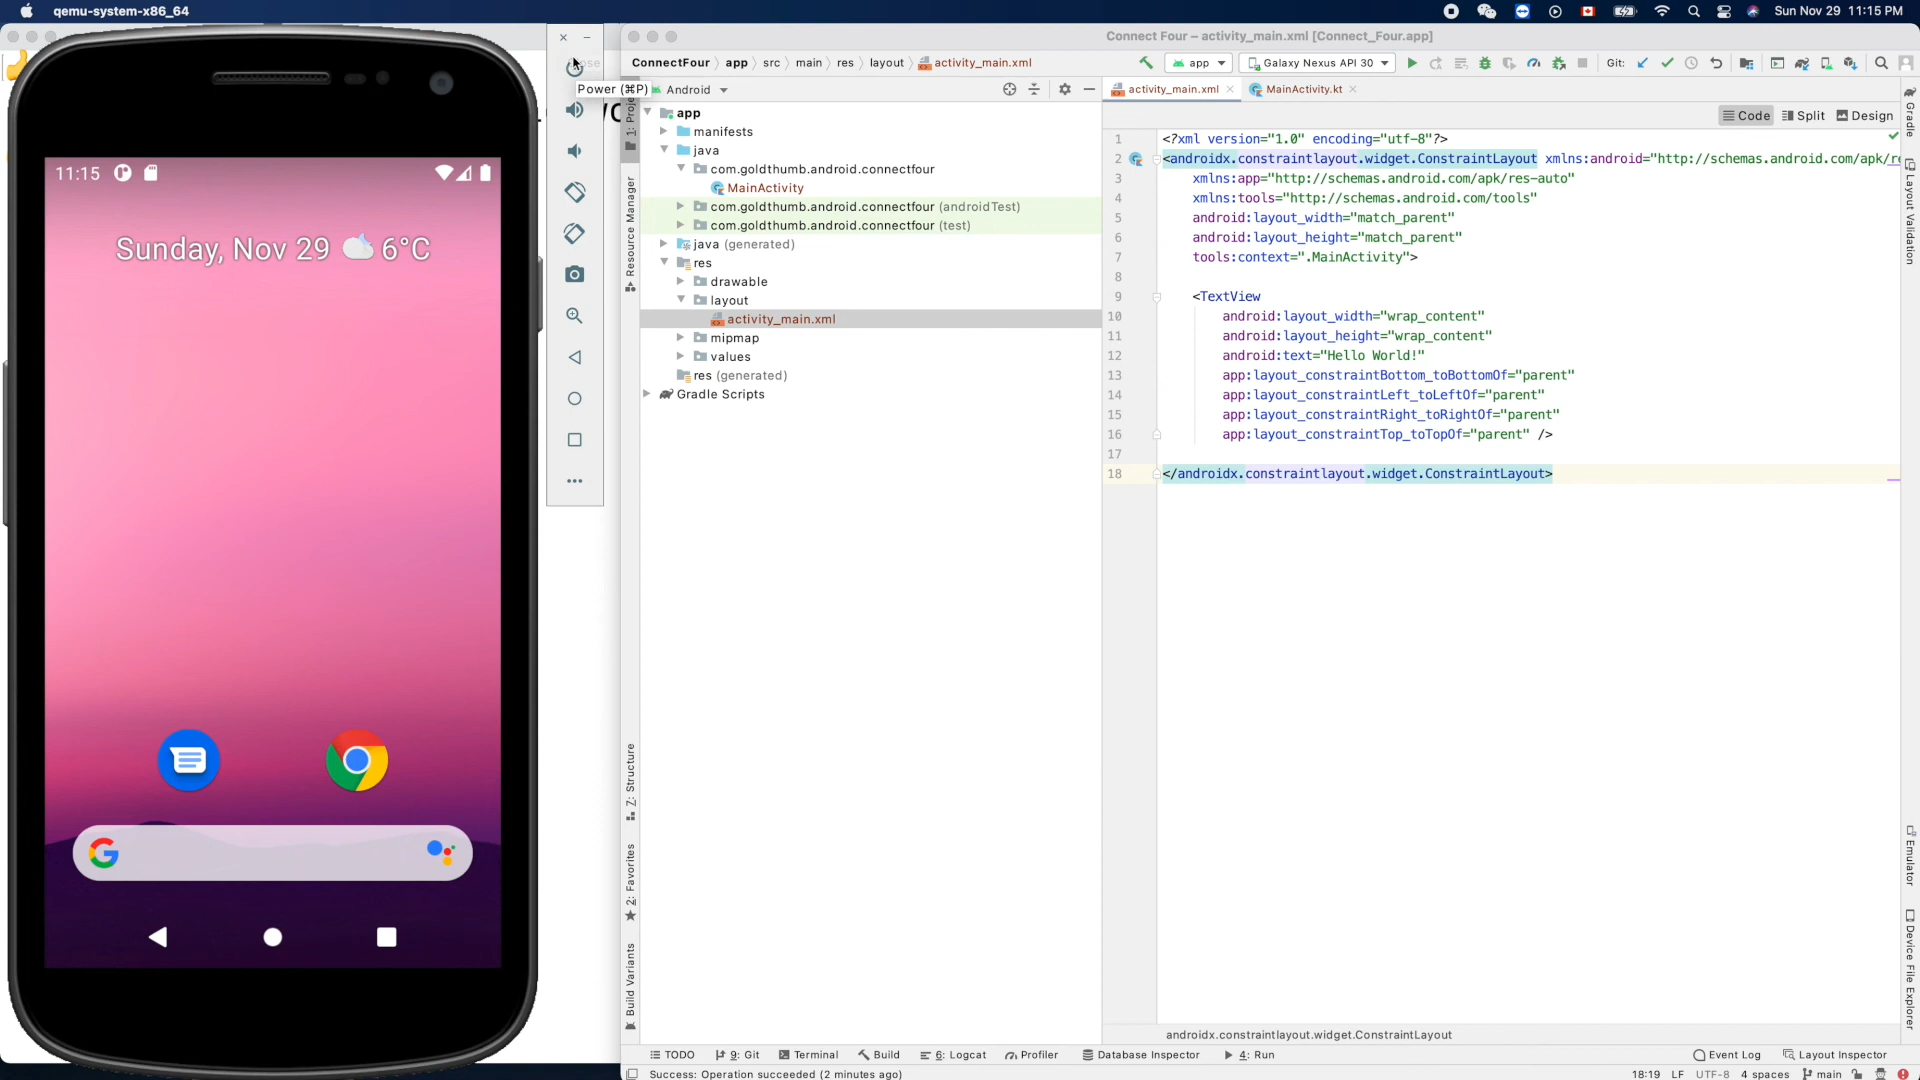 qemu-system-x86_64
Sun Nov 29 11:15 PM
Power (⌘P)
11:15
Sunday, Nov 29 6°C
Connect Four – activity_main.xml [Connect_Four.app]
ConnectFour app src main res layout activity_main.xml
app Galaxy Nexus API 30 Git:
Android
activity_main.xml MainActivity.kt
Code Split Design
app
manifests
java
com.goldthumb.android.connectfour
MainActivity
com.goldthumb.android.connectfour (androidTest)
com.goldthumb.android.connectfour (test)
java (generated)
res
drawable
layout
activity_main.xml
mipmap
values
res (generated)
Gradle Scripts
Resource Manager
Z: Structure
2: Favorites
Build Variants
1 <?xml version="1.0" encoding="utf-8"?>
2 <androidx.constraintlayout.widget.ConstraintLayout xmlns:android="http://schemas.android.com/apk/re
3 xmlns:app="http://schemas.android.com/apk/res-auto"
4 xmlns:tools="http://schemas.android.com/tools"
5 android:layout_width="match_parent"
6 android:layout_height="match_parent"
7 tools:context=".MainActivity">
8
9 <TextView
10 android:layout_width="wrap_content"
11 android:layout_height="wrap_content"
12 android:text="Hello World!"
13 app:layout_constraintBottom_toBottomOf="parent"
14 app:layout_constraintLeft_toLeftOf="parent"
15 app:layout_constraintRight_toRightOf="parent"
16 app:layout_constraintTop_toTopOf="parent" />
17
18 </androidx.constraintlayout.widget.ConstraintLayout>
Gradle
Layout Validation
Emulator
Device File Explorer
androidx.constraintlayout.widget.ConstraintLayout
TODO 9: Git Terminal Build 6: Logcat Profiler Database Inspector 4: Run Event Log Layout Inspector
Success: Operation succeeded (2 minutes ago) 18:19 LF UTF-8 4 spaces main